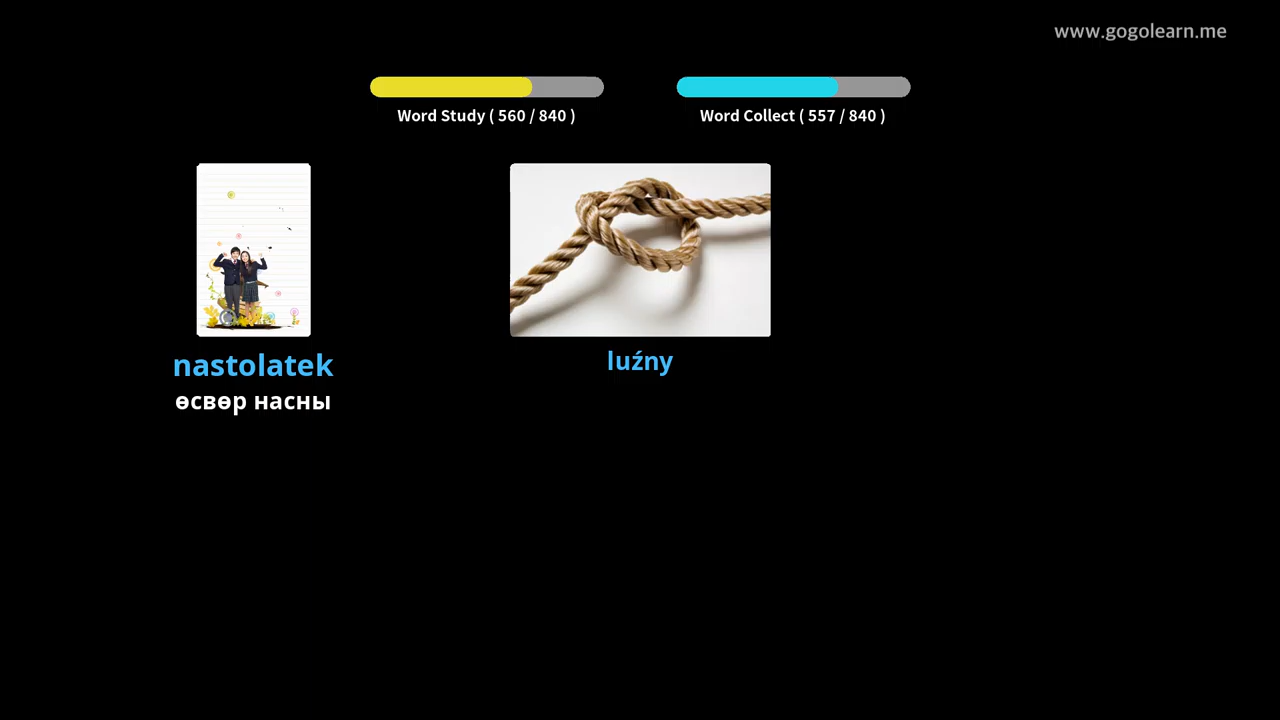 www.gogolearn.me
Word Study ( 560 / 840 )
Word Collect ( 557 / 840 )
nastolatek
өсвөр насны
luźny